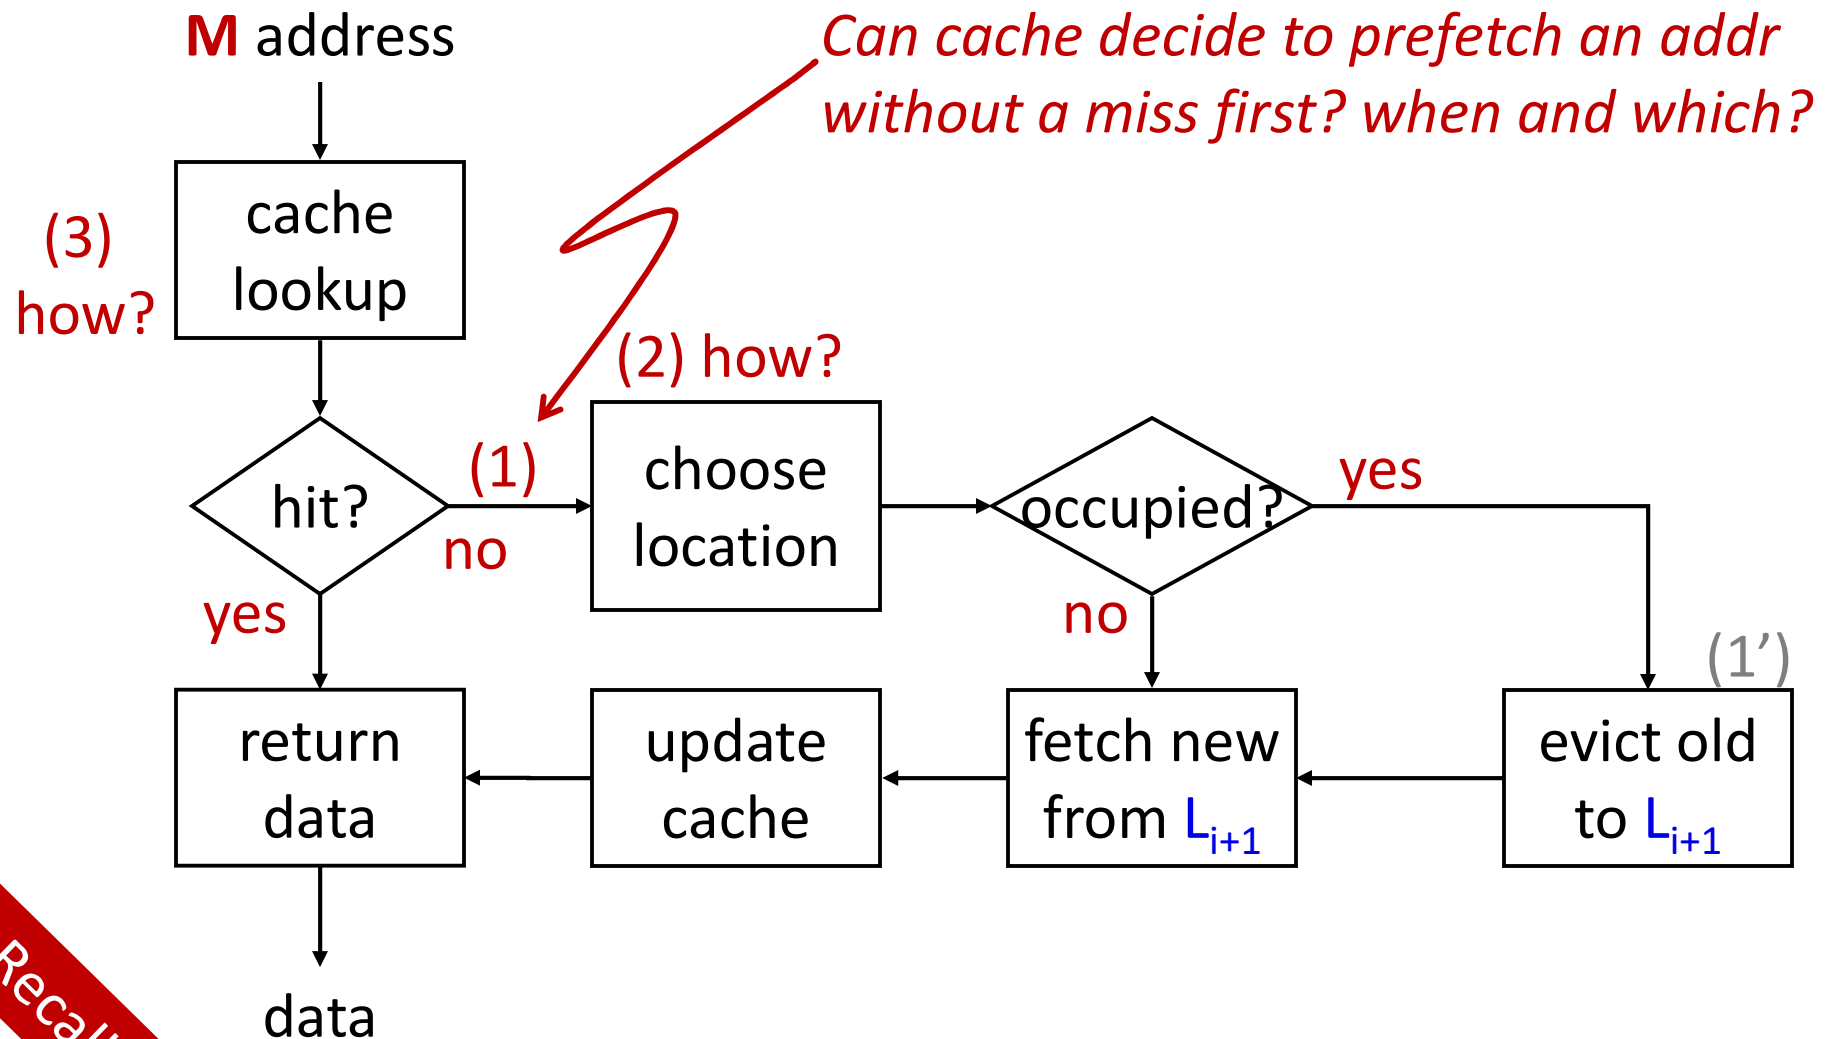 M address
Can cache decide to prefetch an addr
without a miss first? when and which?
(3)
how?
cache
lookup
(2) how?
hit?
(1)
no
yes
choose
location
occupied?
yes
no
(1’)
return
data
update
cache
fetch new
from Li+1
evict old
to Li+1
data
Recall